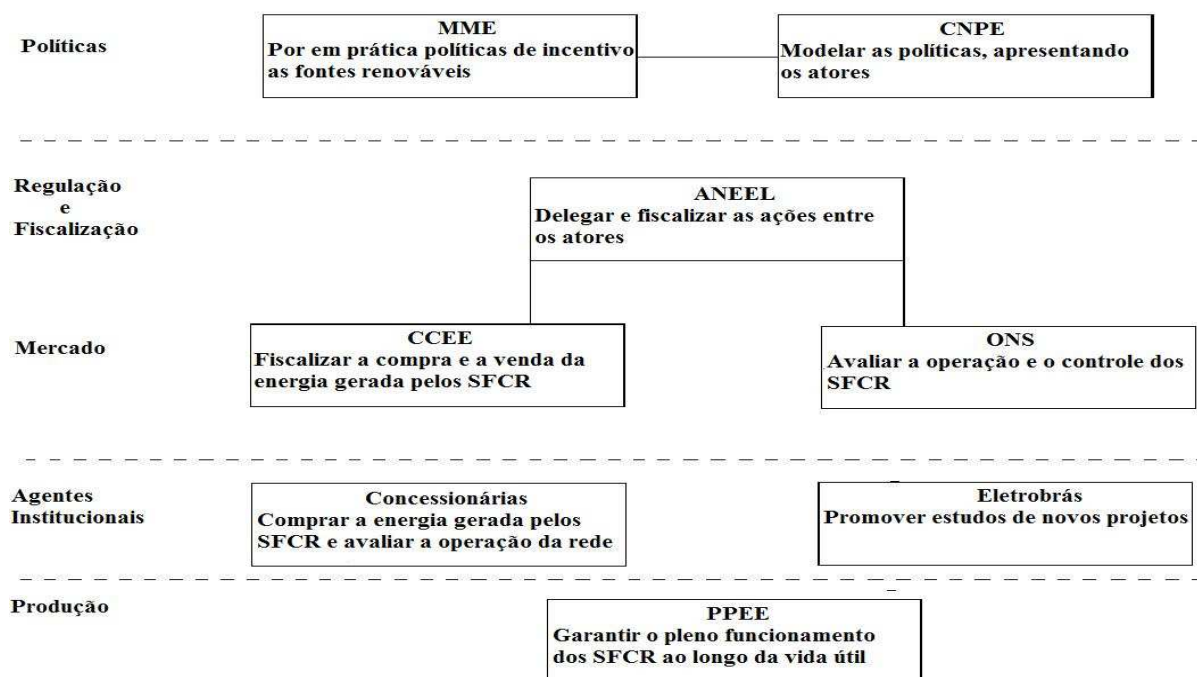 Políticas
MME
Por em prática políticas de incentivo
as fontes renováveis
CNPE
Modelar as políticas, apresentando
os atores
Regulação
e
Fiscalização
ANEEL
Delegar e fiscalizar as ações entre
os atores
Mercado
CCEE
Fiscalizar a compra e a venda da
energia gerada pelos SFCR
ONS
Avaliar a operação e o controle dos
SFCR
Agentes
Institucionais
Concessionárias
Comprar a energia gerada pelos
SFCR e avaliar a operação da rede
Eletrobrás
Promover estudos de novos projetos
Produção
PPEE
Garantir o pleno funcionamento
dos SFCR ao longo da vida útil